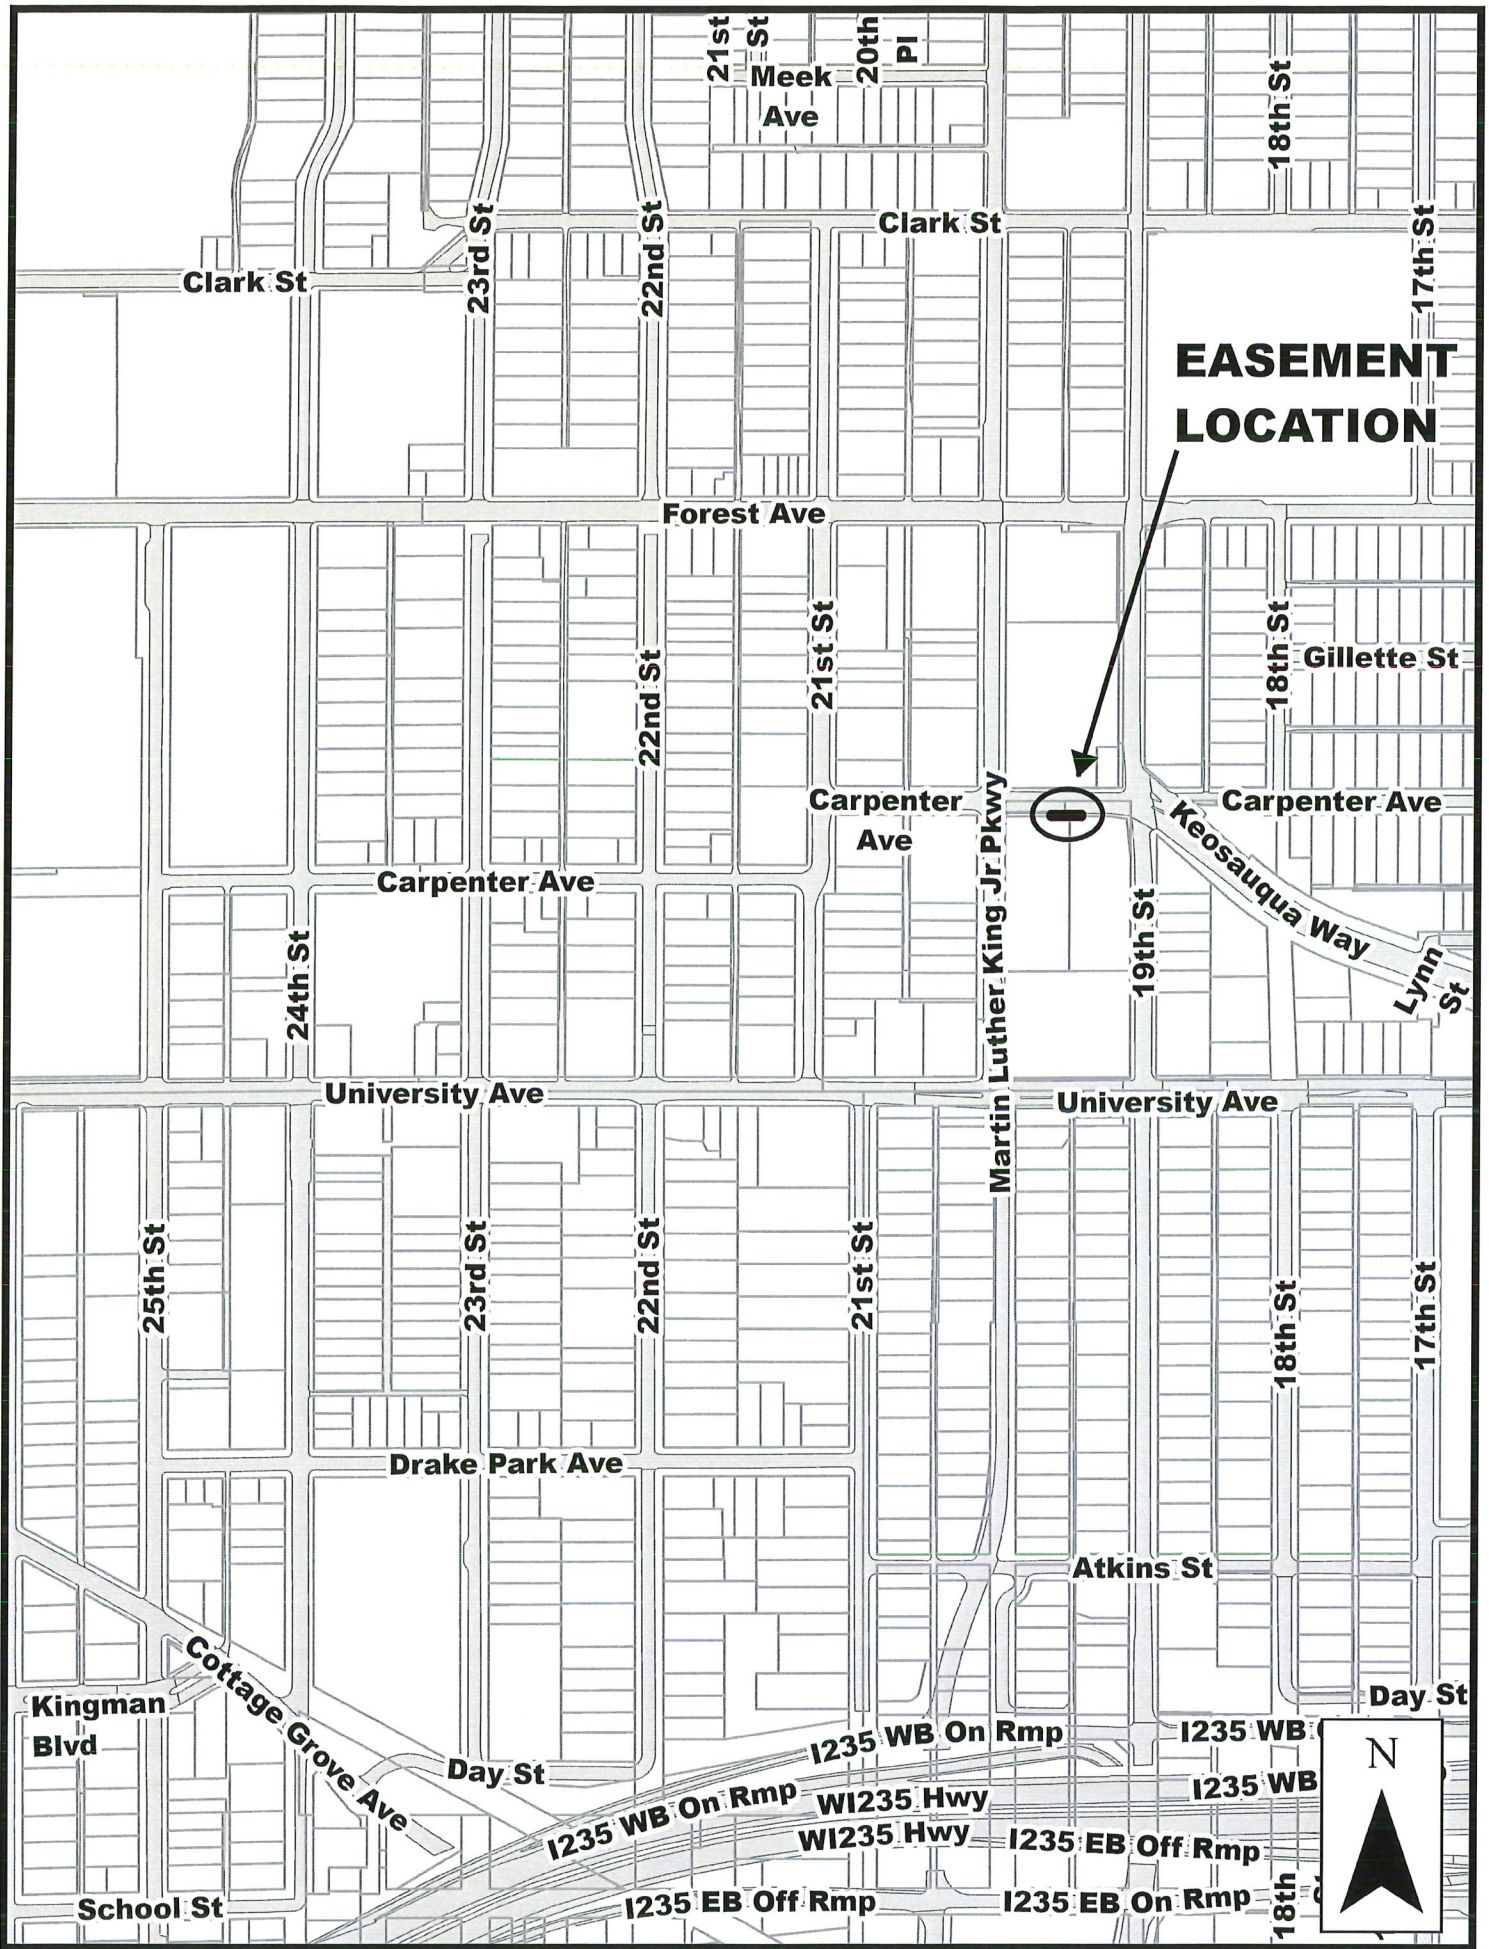 21st
St
20th
Pl
Meek
Ave
18th St
23rd St
22nd St
Clark St
17th St
Clark St
EASEMENT
LOCATION
Forest Ave
22nd St
21st St
18th St
Gillette St
Carpenter
Ave
Martin Luther King Jr Pkwy
Carpenter Ave
Keosauqua Way
Carpenter Ave
24th St
19th St
Lynn
St
University Ave
University Ave
25th St
23rd St
22nd St
21st St
18th St
17th St
Drake Park Ave
Atkins St
Cottage Grove Ave
Kingman
Blvd
Day St
I235 WB On Rmp
I235 WB
Day St
I235 WB On Rmp
WI235 Hwy
I235 WB
N
WI235 Hwy
I235 EB Off Rmp
School St
I235 EB Off Rmp
I235 EB On Rmp
18th